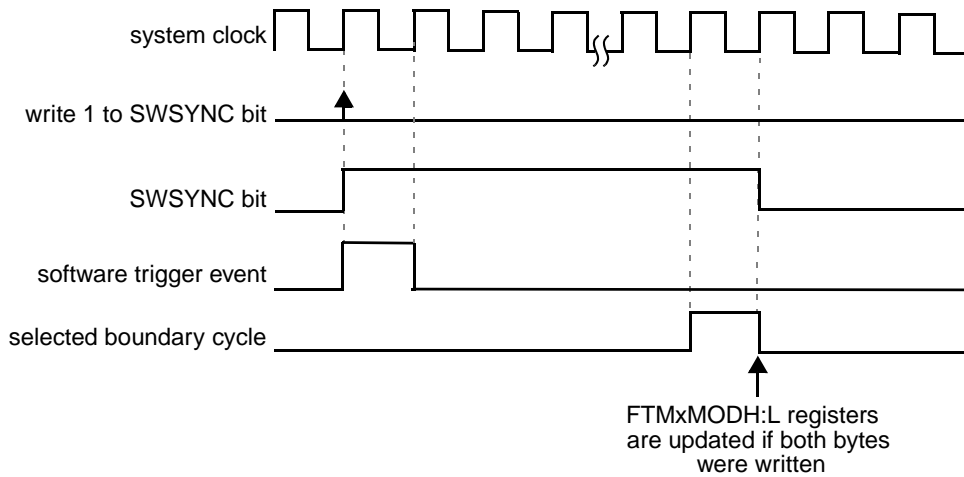 system clock
write 1 to SWSYNC bit
SWSYNC bit
software trigger event
selected boundary cycle
FTMxMODH:L registers
are updated if both bytes
were written